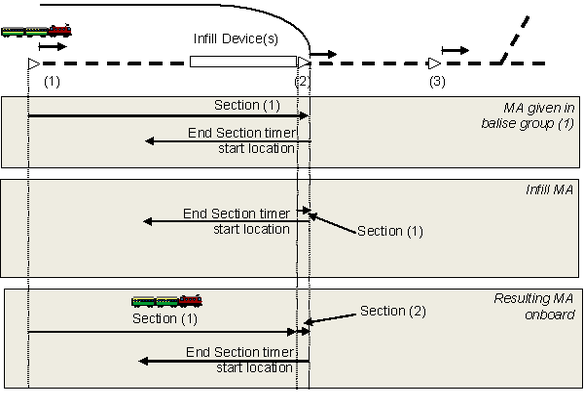 Infill Device(s)
(1)
(2)
(3)
Section (1)
MA given in
balise group (1)
End Section timer
start location
Infill MA
End Section timer
start location
Section (1)
Resulting MA
onboard
Section (2)
Section (1)
End Section timer
start location